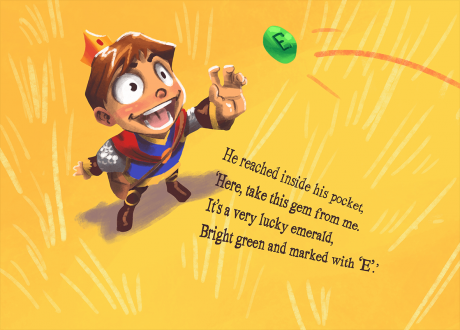 E
He reached inside his pocket,
‘Here, take this gem from me.
It's a very lucky emerald,
Bright green and marked with ‘E’.’